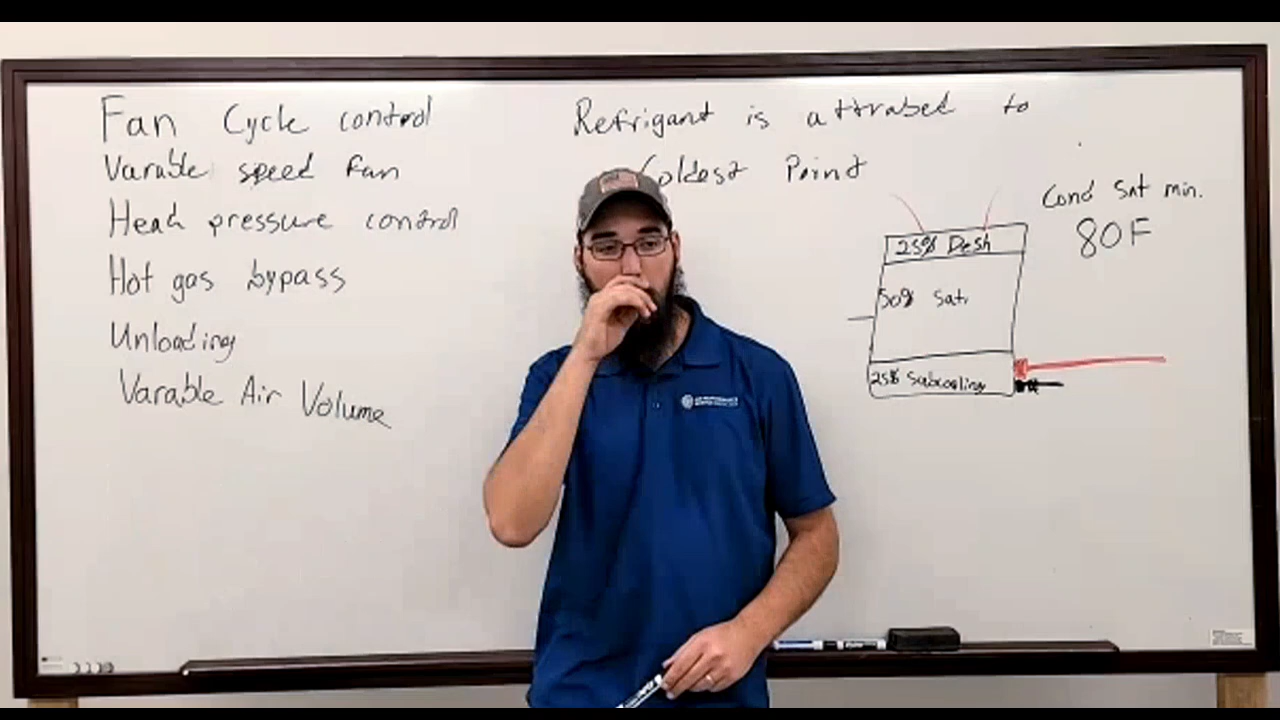 Fan Cycle control
Varable speed fan
Head pressure control
Hot gas bypass
Unloading
Varable Air Volume
Refrigant is attrabed to
Coldest Point
Cond Sat min.
80F
25% Desh
50% Sat.
25% Subcooling